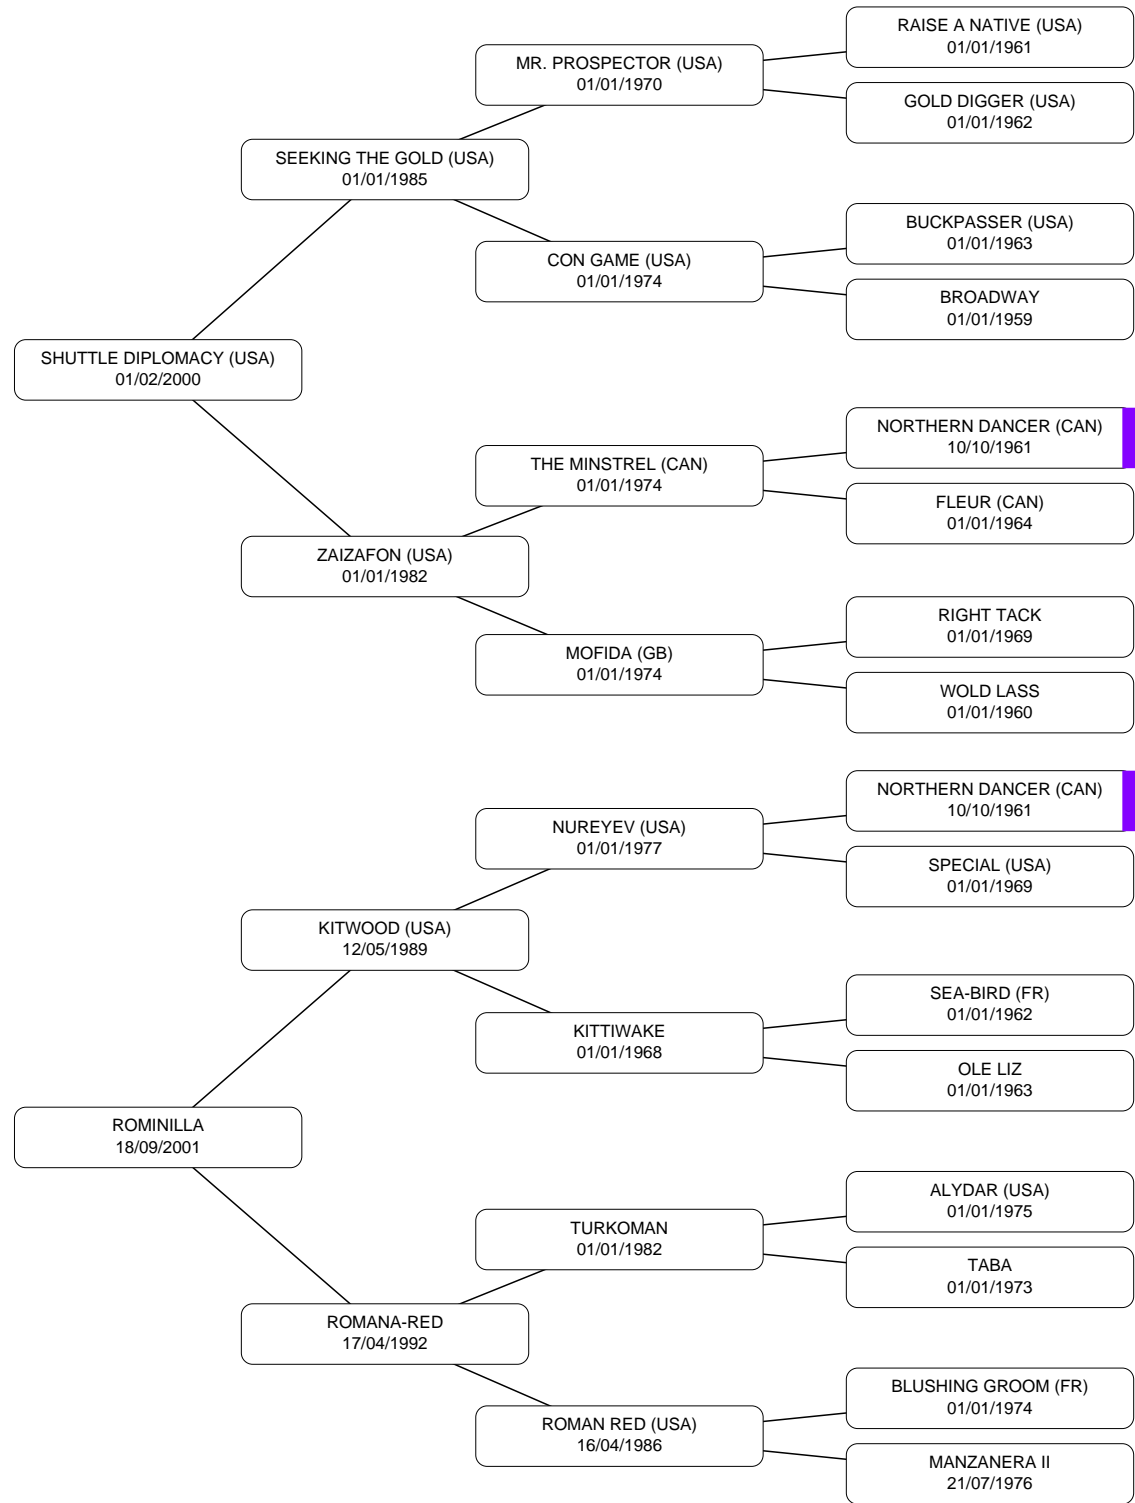 RAISE A NATIVE (USA)
01/01/1961
MR. PROSPECTOR (USA)
01/01/1970
GOLD DIGGER (USA)
01/01/1962
SEEKING THE GOLD (USA)
01/01/1985
BUCKPASSER (USA)
01/01/1963
CON GAME (USA)
01/01/1974
BROADWAY
01/01/1959
SHUTTLE DIPLOMACY (USA)
01/02/2000
NORTHERN DANCER (CAN)
10/10/1961
THE MINSTREL (CAN)
01/01/1974
FLEUR (CAN)
01/01/1964
ZAIZAFON (USA)
01/01/1982
RIGHT TACK
01/01/1969
MOFIDA (GB)
01/01/1974
WOLD LASS
01/01/1960
NORTHERN DANCER (CAN)
10/10/1961
NUREYEV (USA)
01/01/1977
SPECIAL (USA)
01/01/1969
KITWOOD (USA)
12/05/1989
SEA-BIRD (FR)
01/01/1962
KITTIWAKE
01/01/1968
OLE LIZ
01/01/1963
ROMINILLA
18/09/2001
ALYDAR (USA)
01/01/1975
TURKOMAN
01/01/1982
TABA
01/01/1973
ROMANA-RED
17/04/1992
BLUSHING GROOM (FR)
01/01/1974
ROMAN RED (USA)
16/04/1986
MANZANERA II
21/07/1976